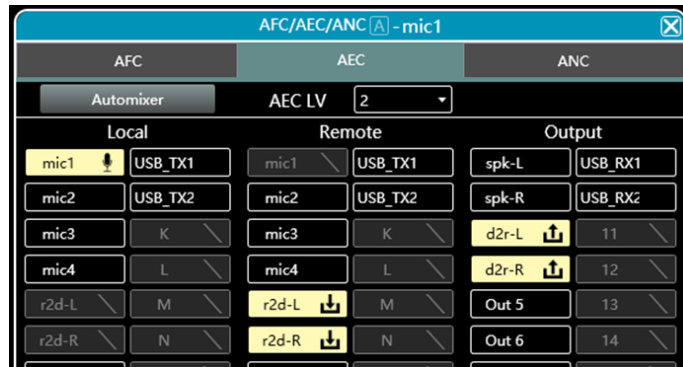 AFC/AEC/ANC A - mic1
AFC AEC ANC
Automixer AEC LV 2
Local Remote Output
mic1 USB_TX1 mic1 USB_TX1 spk-L USB_RX1
mic2 USB_TX2 mic2 USB_TX2 spk-R USB_RX2
mic3 K mic3 K d2r-L 11
mic4 L mic4 L d2r-R 12
r2d-L M r2d-L M Out 5 13
r2d-R N r2d-R N Out 6 14